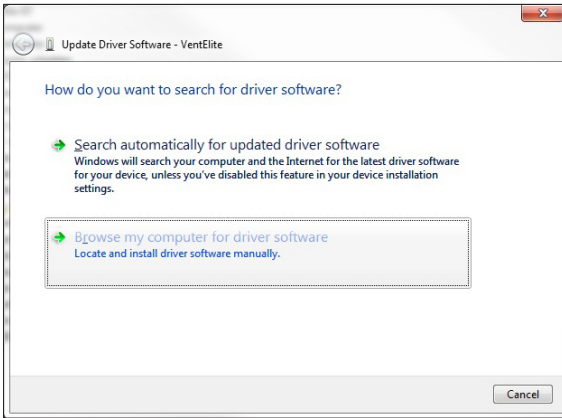 Update Driver Software - VentElite
How do you want to search for driver software?
Search automatically for updated driver software
Windows will search your computer and the Internet for the latest driver software
for your device, unless you've disabled this feature in your device installation
settings.
Browse my computer for driver software
Locate and install driver software manually.
Cancel